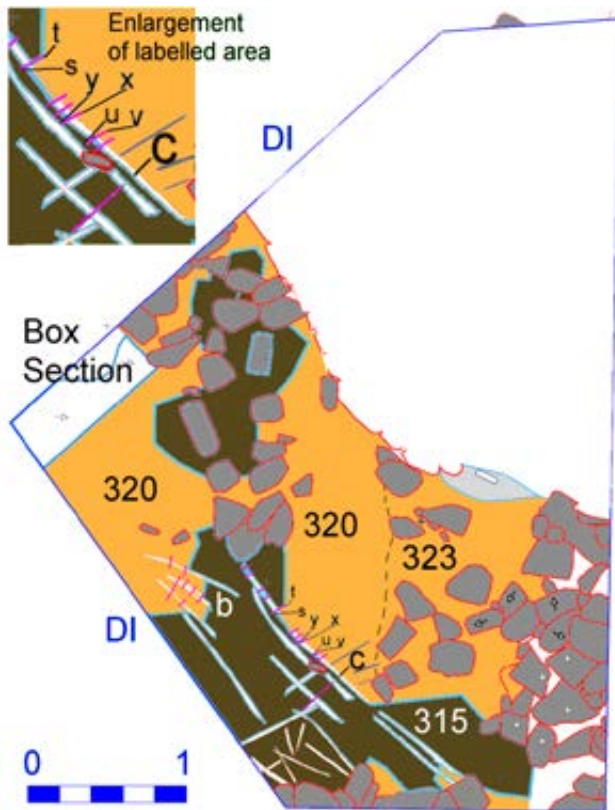 Enlargement
of labelled area
t
s
y
x
u
v
C
DI
Box
Section
320
320
323
b
t
s
y
x
u
v
c
DI
315
0
1